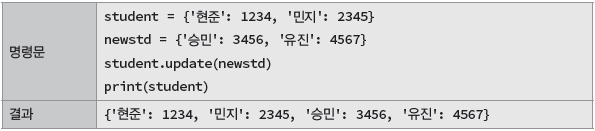 명령문
student = {'현준': 1234, '민지': 2345}
newstd = {'승민': 3456, '유진': 4567}
student.update(newstd)
print(student)
결과
{'현준': 1234, '민지': 2345, '승민': 3456, '유진': 4567}